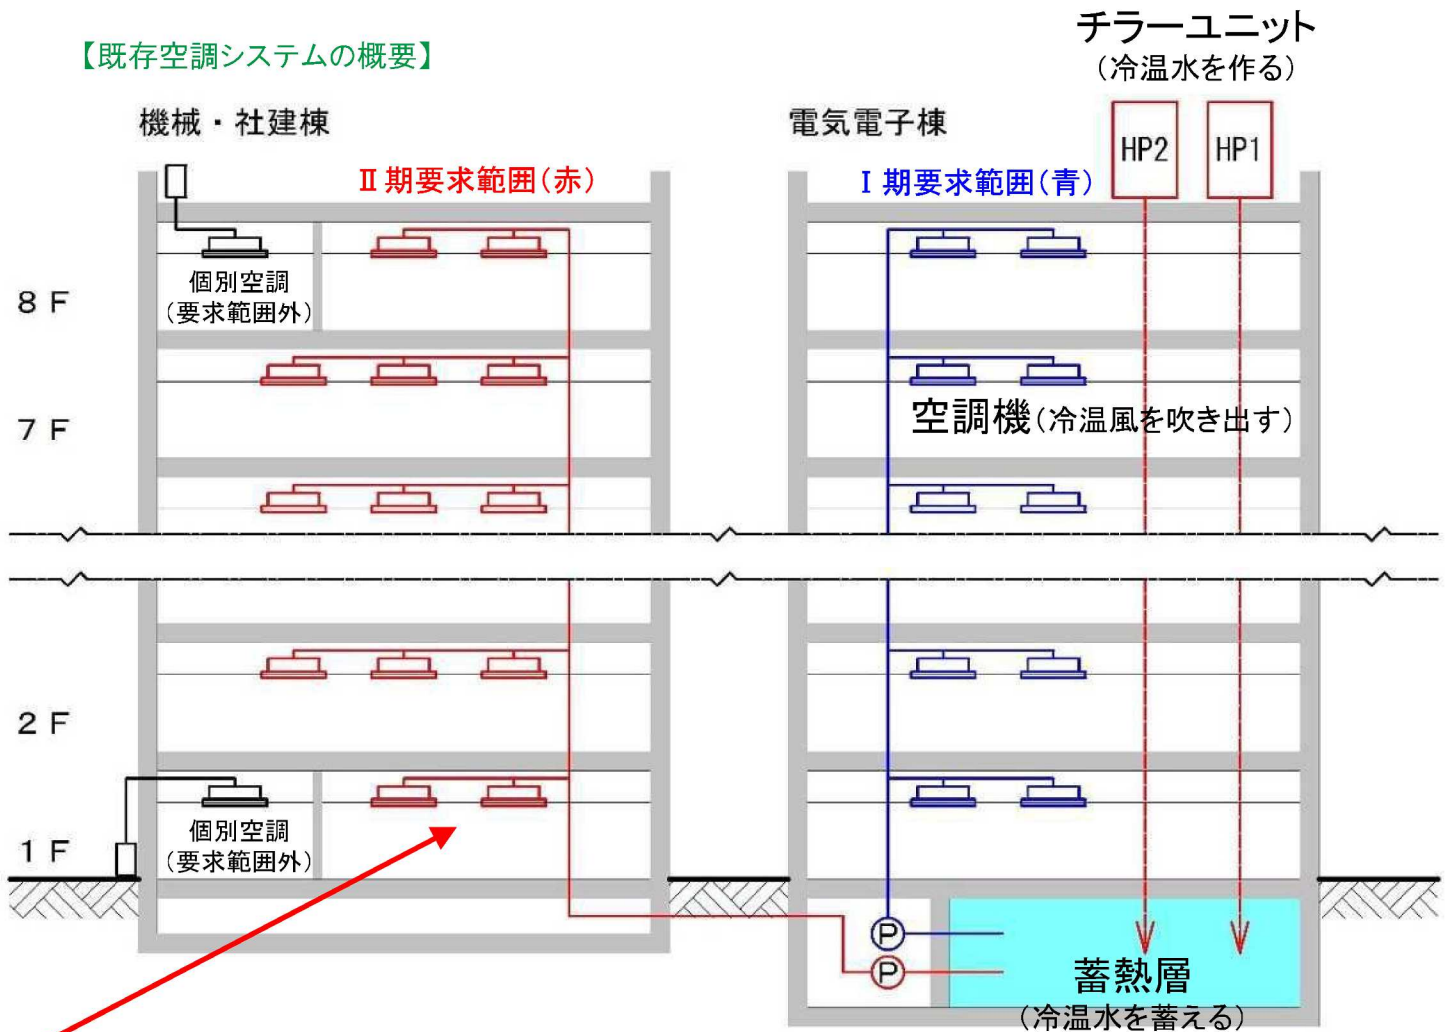 チラーユニット
(冷温水を作る)
【既存空調システムの概要】
機械・社建棟
電気電子棟
HP2
HP1
Ⅱ期要求範囲(赤)
Ⅰ期要求範囲(青)
個別空調
(要求範囲外)
8F
7F
空調機(冷温風を吹き出す)
2F
1F
個別空調
(要求範囲外)
P
P
蓄熱層
(冷温水を蓄える)